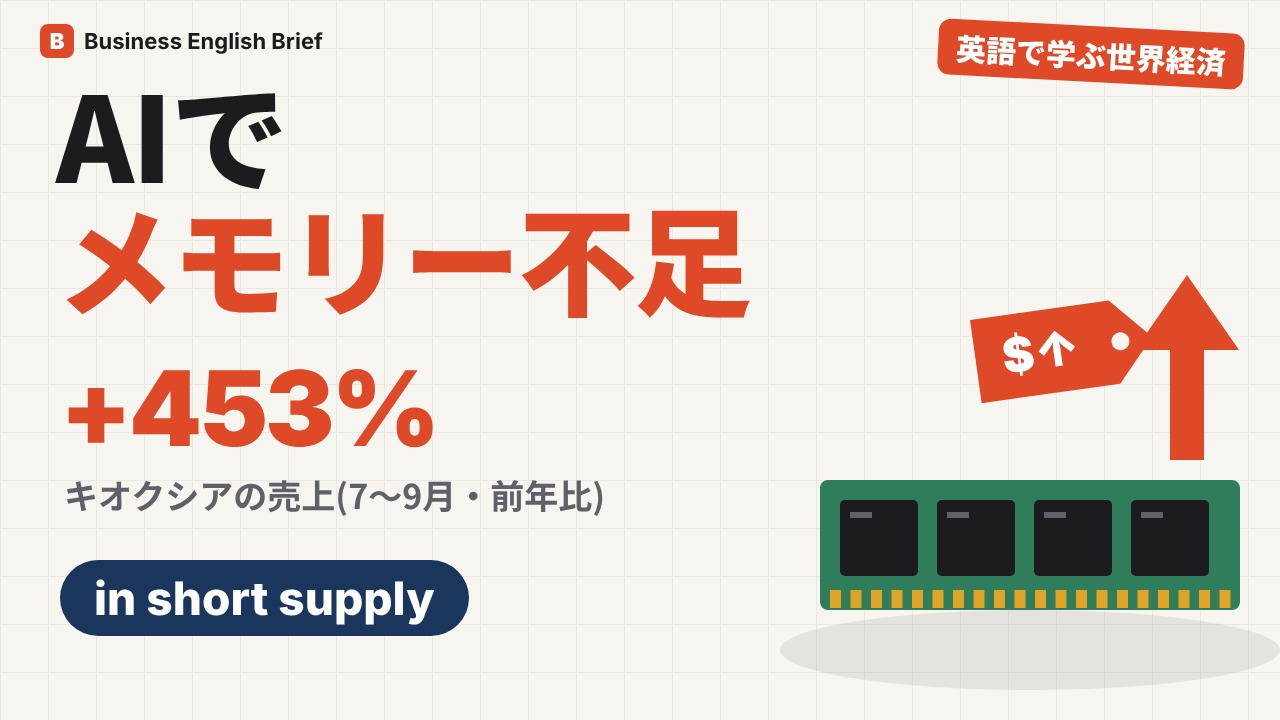 B Business English Brief
英語で学ぶ世界経済
AIで
メモリー不足
+453%
キオクシアの売上(7〜9月・前年比)
$↑
in short supply